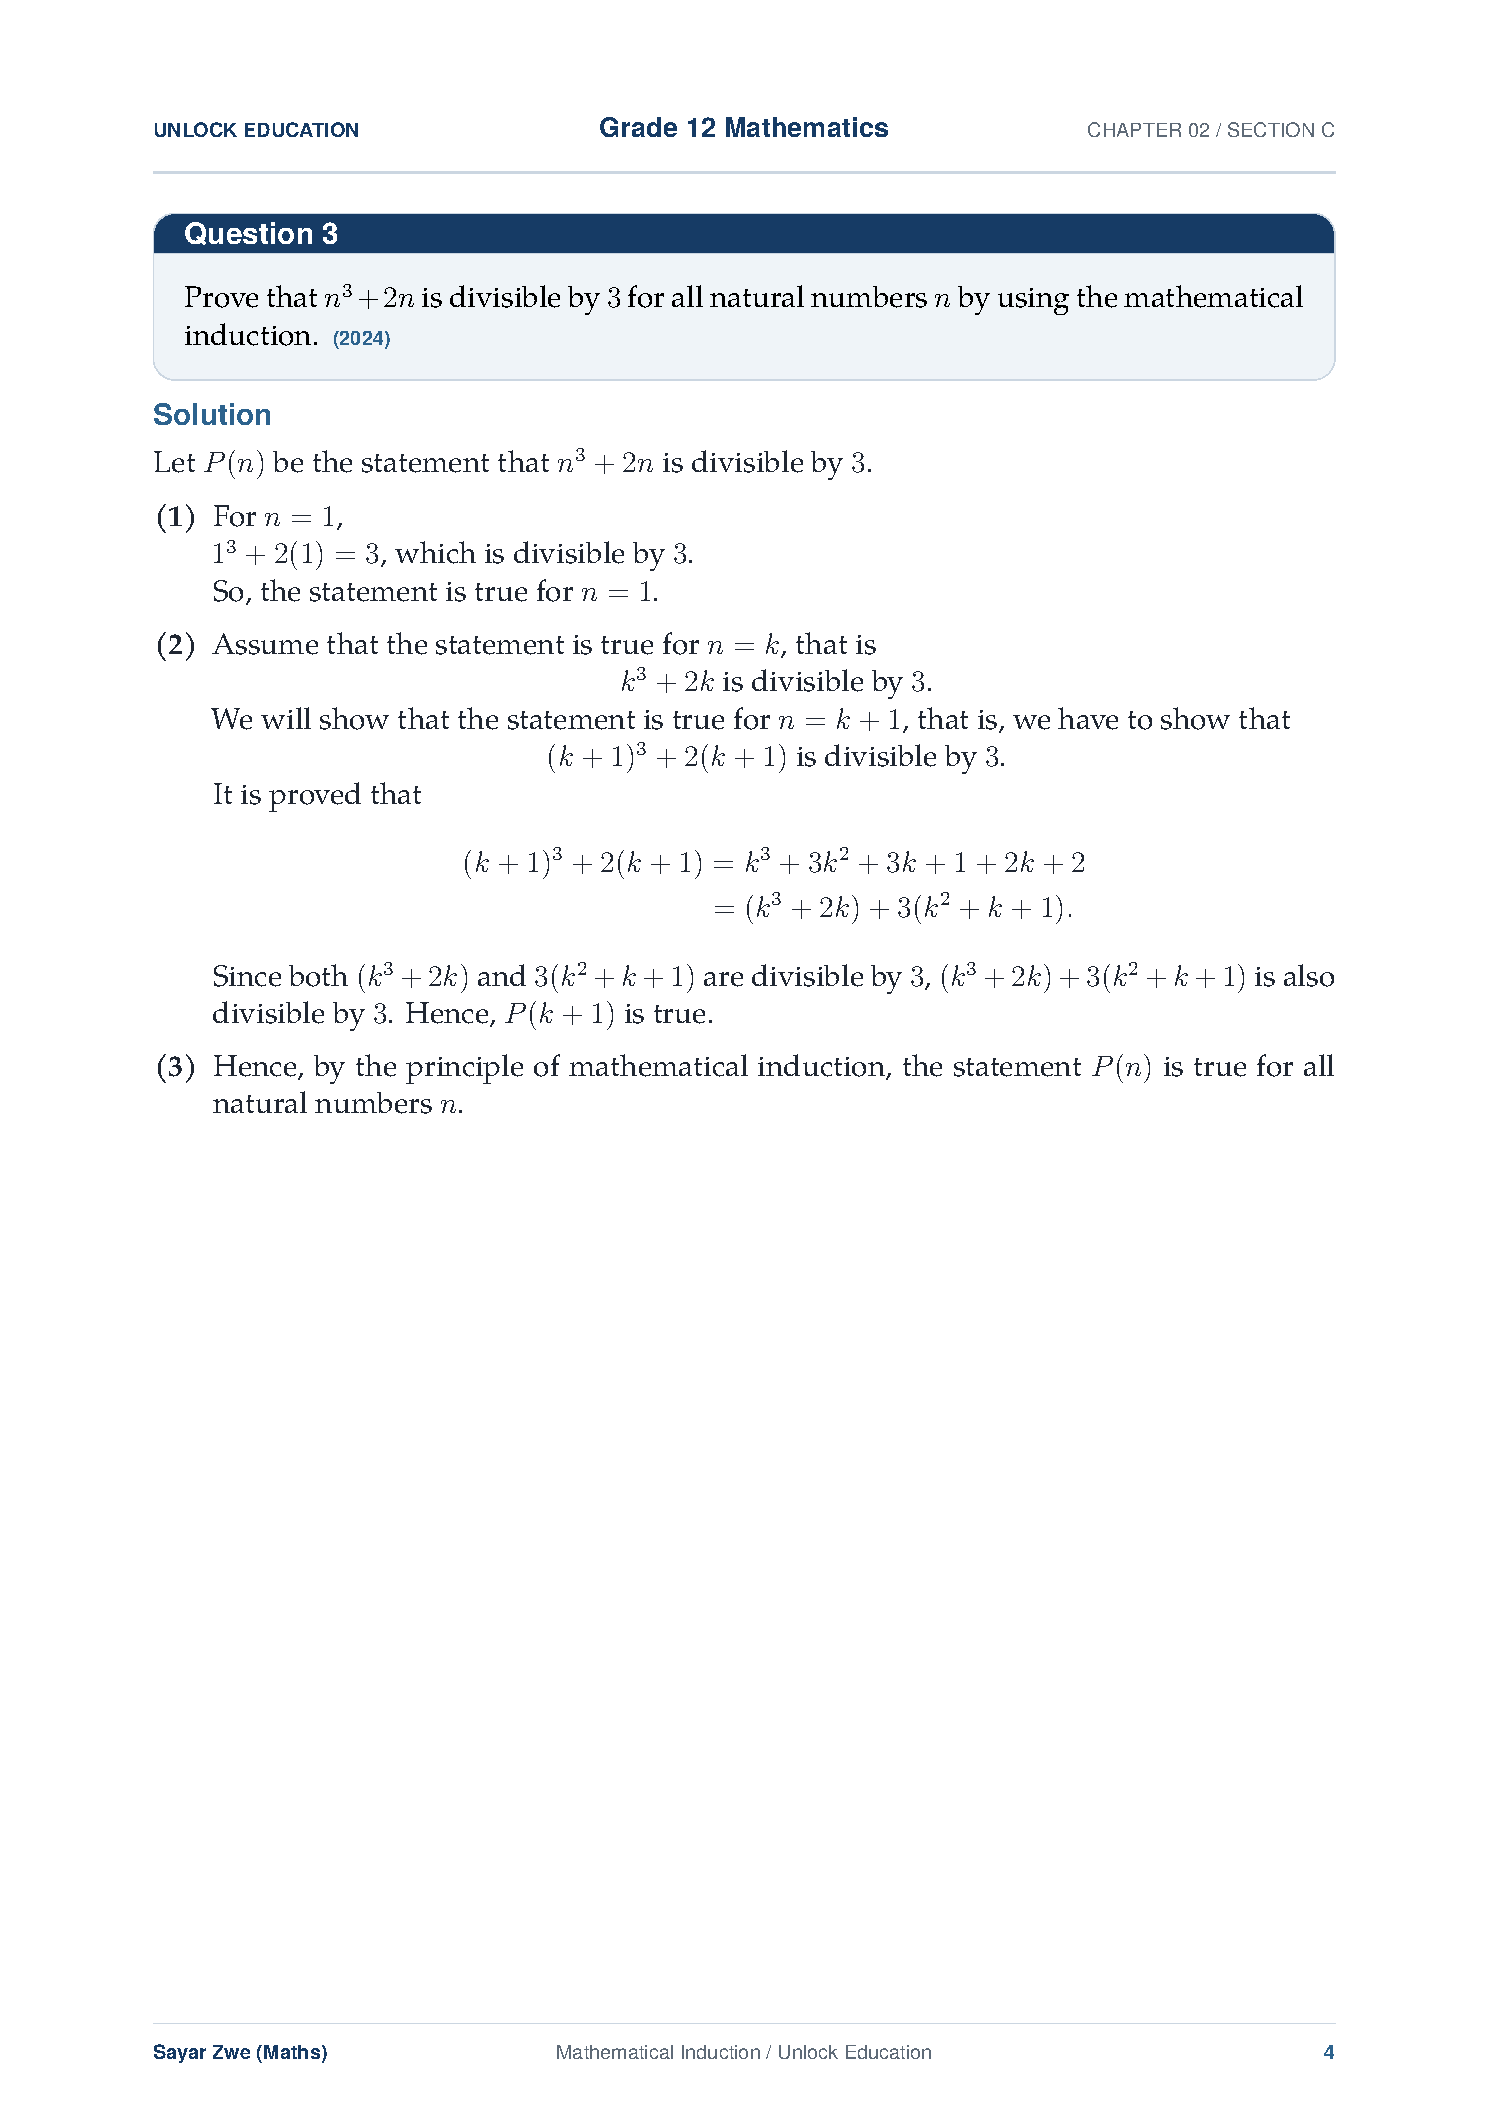 UNLOCK EDUCATION Grade 12 Mathematics CHAPTER 02 / SECTION C
Question 3
Prove that n³ + 2n is divisible by 3 for all natural numbers n by using the mathematical
induction. (2024)
Solution
Let P(n) be the statement that n³ + 2n is divisible by 3.
(1) For n = 1,
1³ + 2(1) = 3, which is divisible by 3.
So, the statement is true for n = 1.
(2) Assume that the statement is true for n = k, that is
k³ + 2k is divisible by 3.
We will show that the statement is true for n = k + 1, that is, we have to show that
(k + 1)³ + 2(k + 1) is divisible by 3.
It is proved that
(k + 1)³ + 2(k + 1) = k³ + 3k² + 3k + 1 + 2k + 2
= (k³ + 2k) + 3(k² + k + 1).
Since both (k³ + 2k) and 3(k² + k + 1) are divisible by 3, (k³ + 2k) + 3(k² + k + 1) is also
divisible by 3. Hence, P(k + 1) is true.
(3) Hence, by the principle of mathematical induction, the statement P(n) is true for all
natural numbers n.
Sayar Zwe (Maths) Mathematical Induction / Unlock Education 4